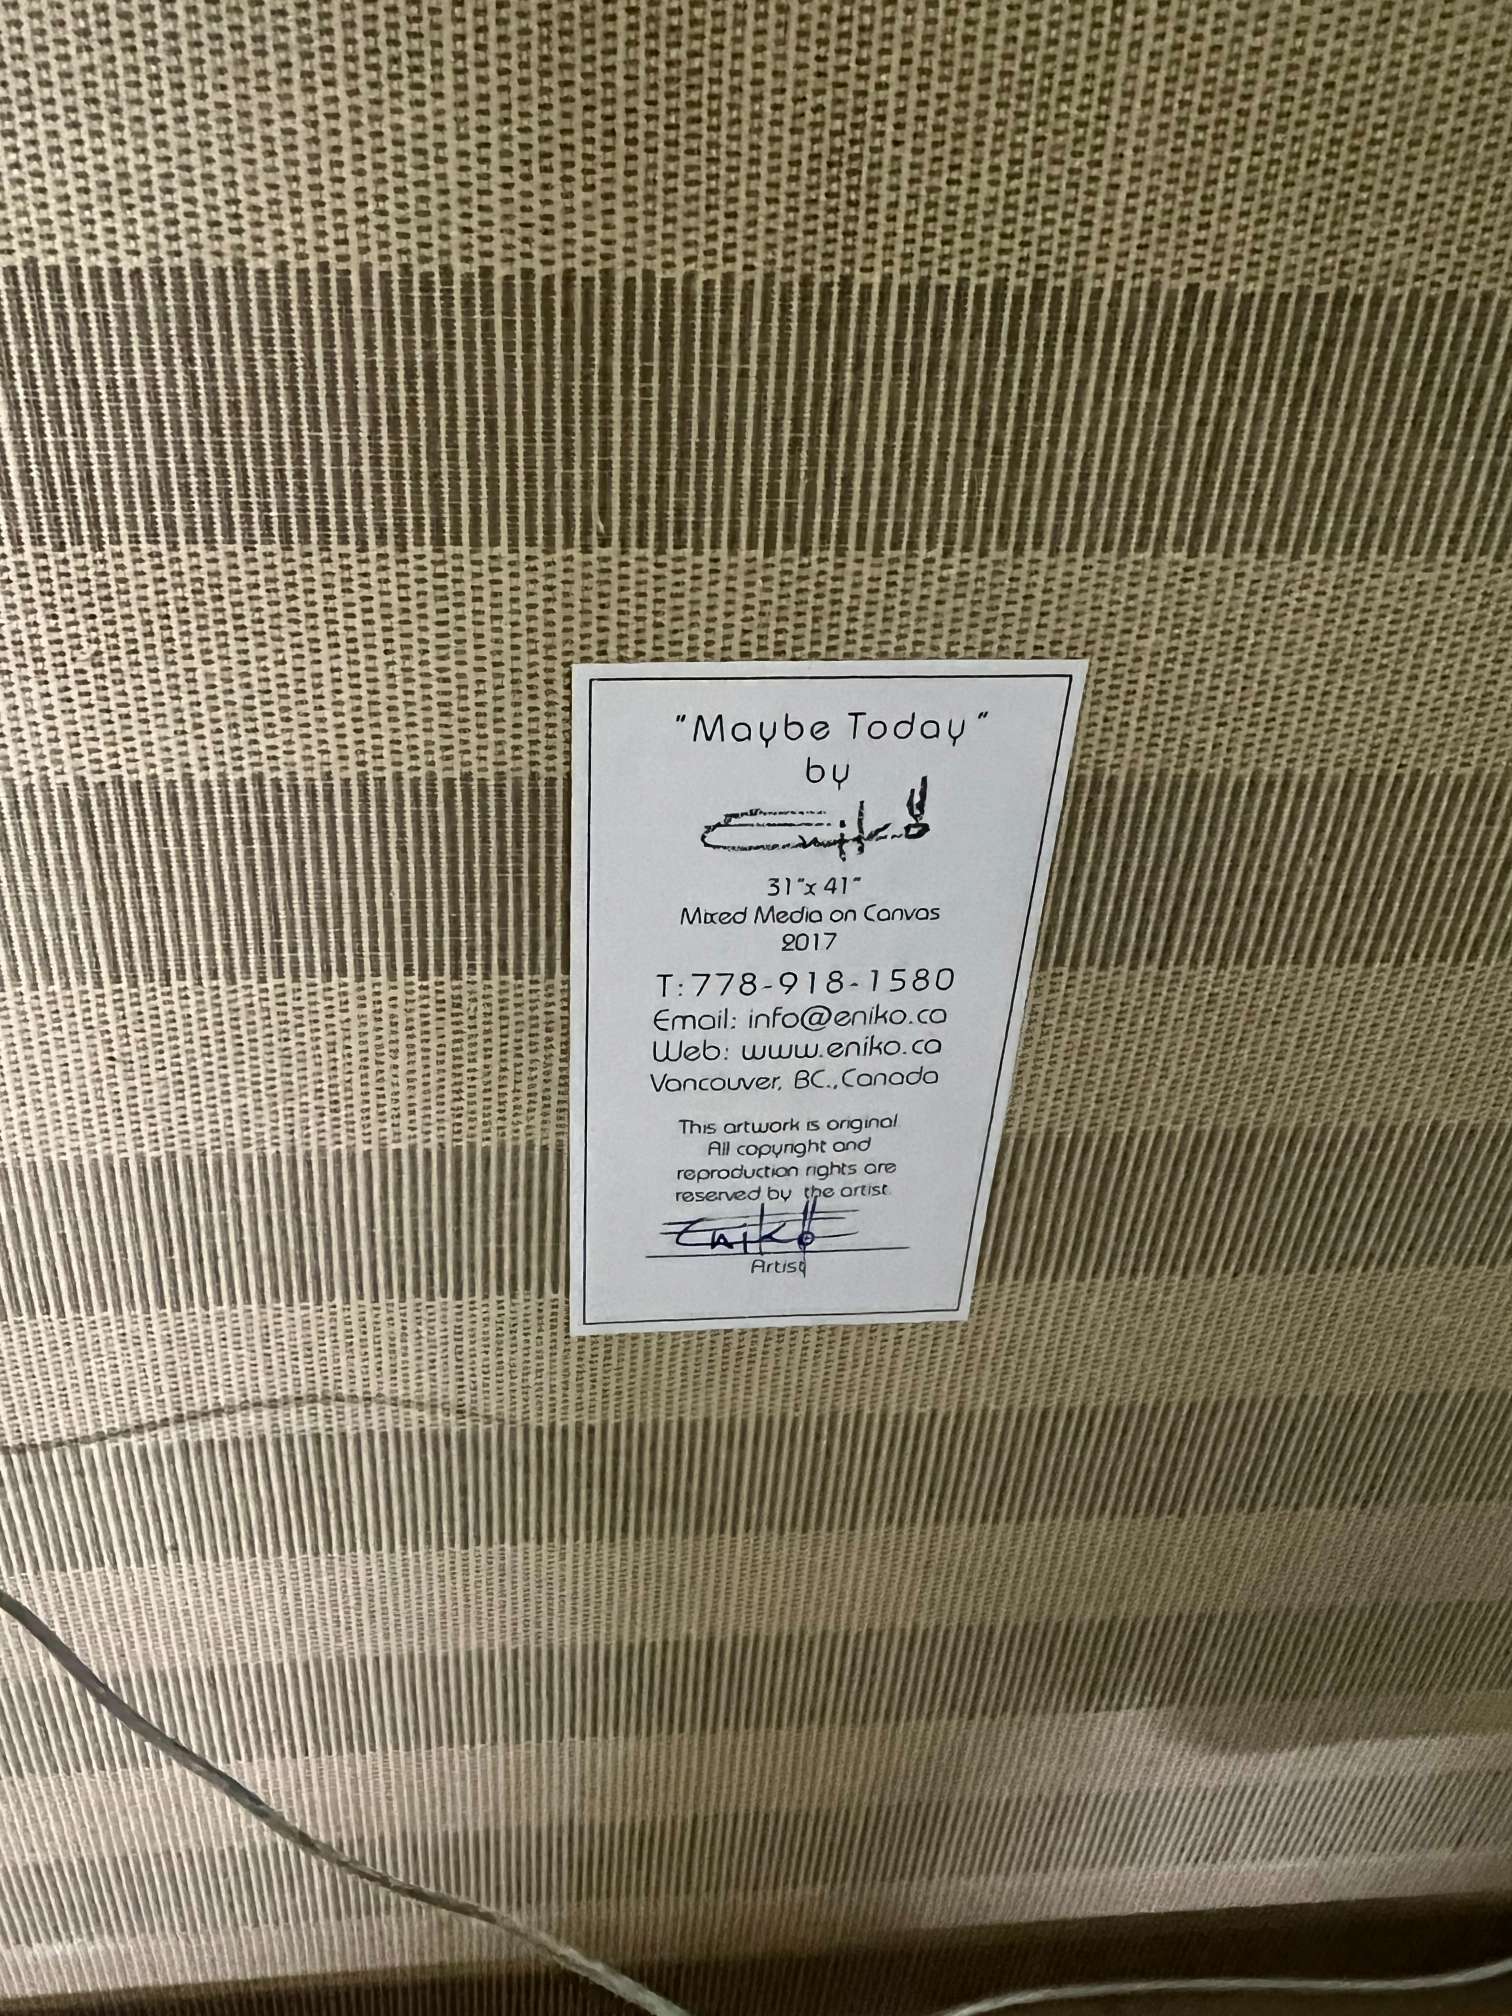 "Maybe Today"
by
Enikö
31"x 41"
Mixed Media on Canvas
2017
T:778-918-1580
Email: info@eniko.ca
Web: www.eniko.ca
Vancouver, BC.,Canada
This artwork is original
All copyright and
reproduction rights are
reserved by the artist
Enikö
Artist